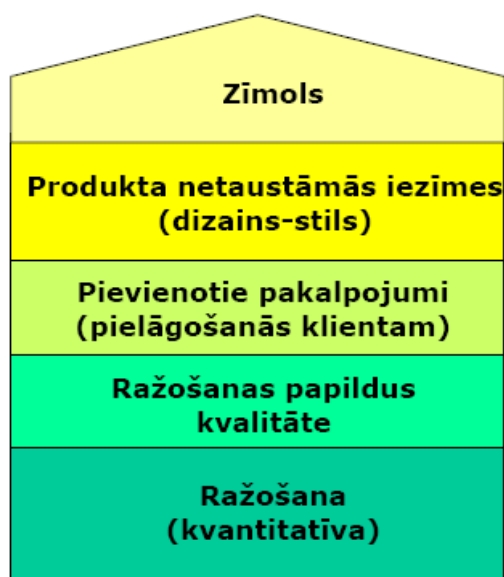 Zīmols
Produkta netaustāmās iezīmes
(dizains-stils)
Pievienotie pakalpojumi
(pielāgošanās klientam)
Ražošanas papildus
kvalitāte
Ražošana
(kvantitatīva)